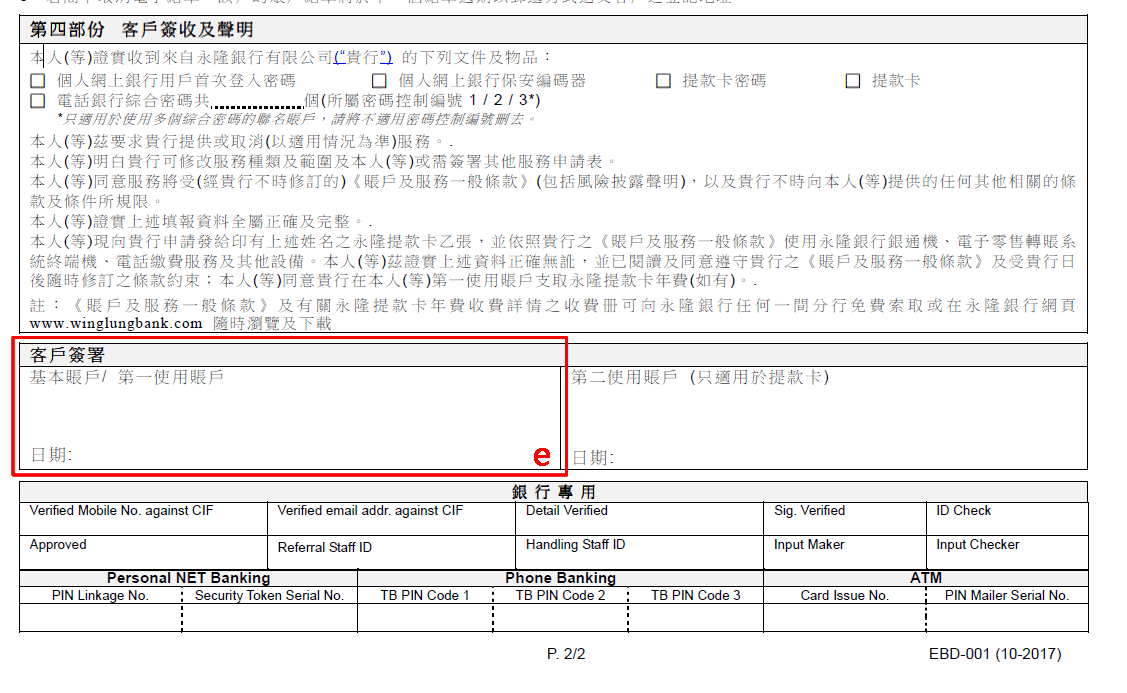 第四部份 客戶簽收及聲明
本人(等)證實收到來自永隆銀行有限公司(“貴行”) 的下列文件及物品：
個人網上銀行用戶首次登入密碼 個人網上銀行保安編碼器 提款卡密碼 提款卡
電話銀行綜合密碼共..................個(所屬密碼控制編號 1 / 2 / 3*)
*只適用於使用多個綜合密碼的聯名賬戶，請將不適用密碼控制編號刪去。
本人(等)茲要求貴行提供或取消(以適用情況為準)服務。.
本人(等)明白貴行可修改服務種類及範圍及本人(等)或需簽署其他服務申請表。
本人(等)同意服務將受(經貴行不時修訂的)《賬戶及服務一般條款》(包括風險披露聲明)，以及貴行不時向本人(等)提供的任何其他相關的條
款及條件所規限。
本人(等)證實上述填報資料全屬正確及完整。.
本人(等)現向貴行申請發給印有上述姓名之永隆提款卡乙張，並依照貴行之《賬戶及服務一般條款》使用永隆銀行銀通機、電子零售轉賬系
統終端機、電話繳費服務及其他設備。本人(等)茲證實上述資料正確無訛，並已閱讀及同意遵守貴行之《賬戶及服務一般條款》及受貴行日
後隨時修訂之條款約束；本人(等)同意貴行在本人(等)第一使用賬戶支取永隆提款卡年費(如有)。.
註：《賬戶及服務一般條款》及有關永隆提款卡年費收費詳情之收費冊可向永隆銀行任何一間分行免費索取或在永隆銀行網頁
www.winglungbank.com 隨時瀏覽及下載
客戶簽署
基本賬戶/ 第一使用賬戶 第二使用賬戶 (只適用於提款卡)
日期: e 日期:
銀行專用
Verified Mobile No. against CIF Verified email addr. against CIF Detail Verified Sig. Verified ID Check
Approved Referral Staff ID Handling Staff ID Input Maker Input Checker
Personal NET Banking Phone Banking ATM
PIN Linkage No. Security Token Serial No. TB PIN Code 1 TB PIN Code 2 TB PIN Code 3 Card Issue No. PIN Mailer Serial No.
P. 2/2 EBD-001 (10-2017)